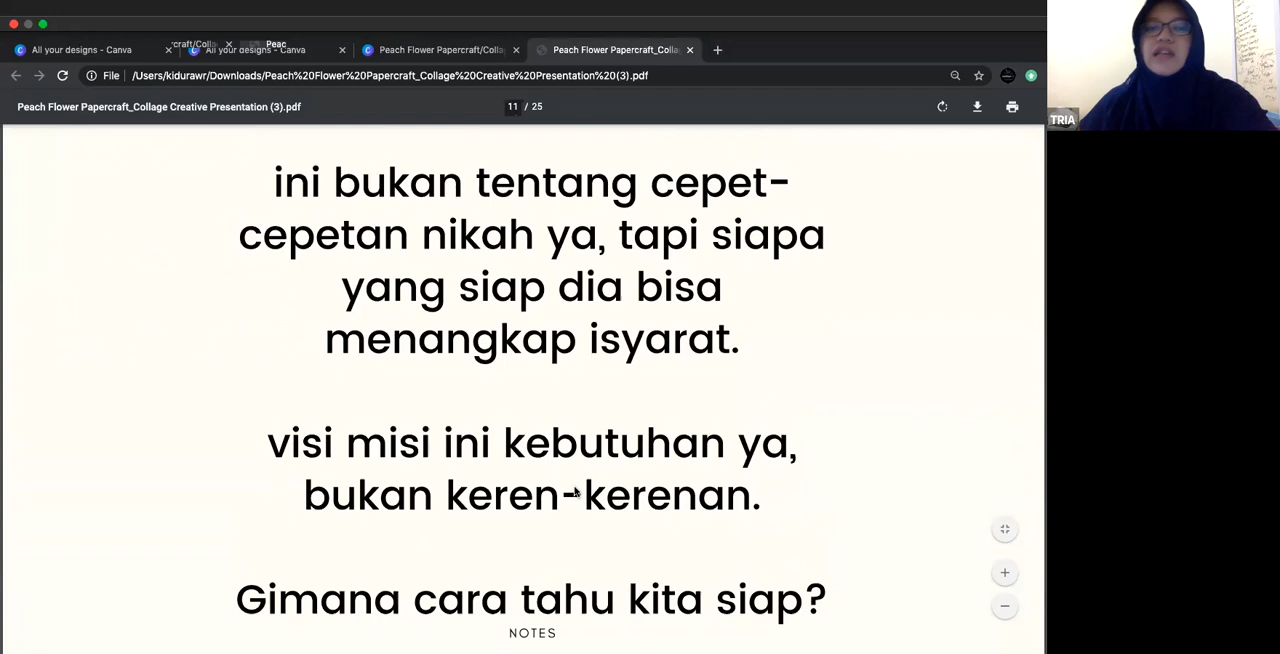 All your designs - Canva
craft/Colla
All your designs - Canva
Peac
Peach Flower Papercraft/Colla
Peach Flower Papercraft_Colla
File
/Users/kidurawr/Downloads/Peach%20Flower%20Papercraft_Collage%20Creative%20Presentation%20(3).pdf
Peach Flower Papercraft_Collage Creative Presentation (3).pdf
11 / 25
TRIA
ini bukan tentang cepet-
cepetan nikah ya, tapi siapa
yang siap dia bisa
menangkap isyarat.
visi misi ini kebutuhan ya,
bukan keren-kerenan.
Gimana cara tahu kita siap?
NOTES